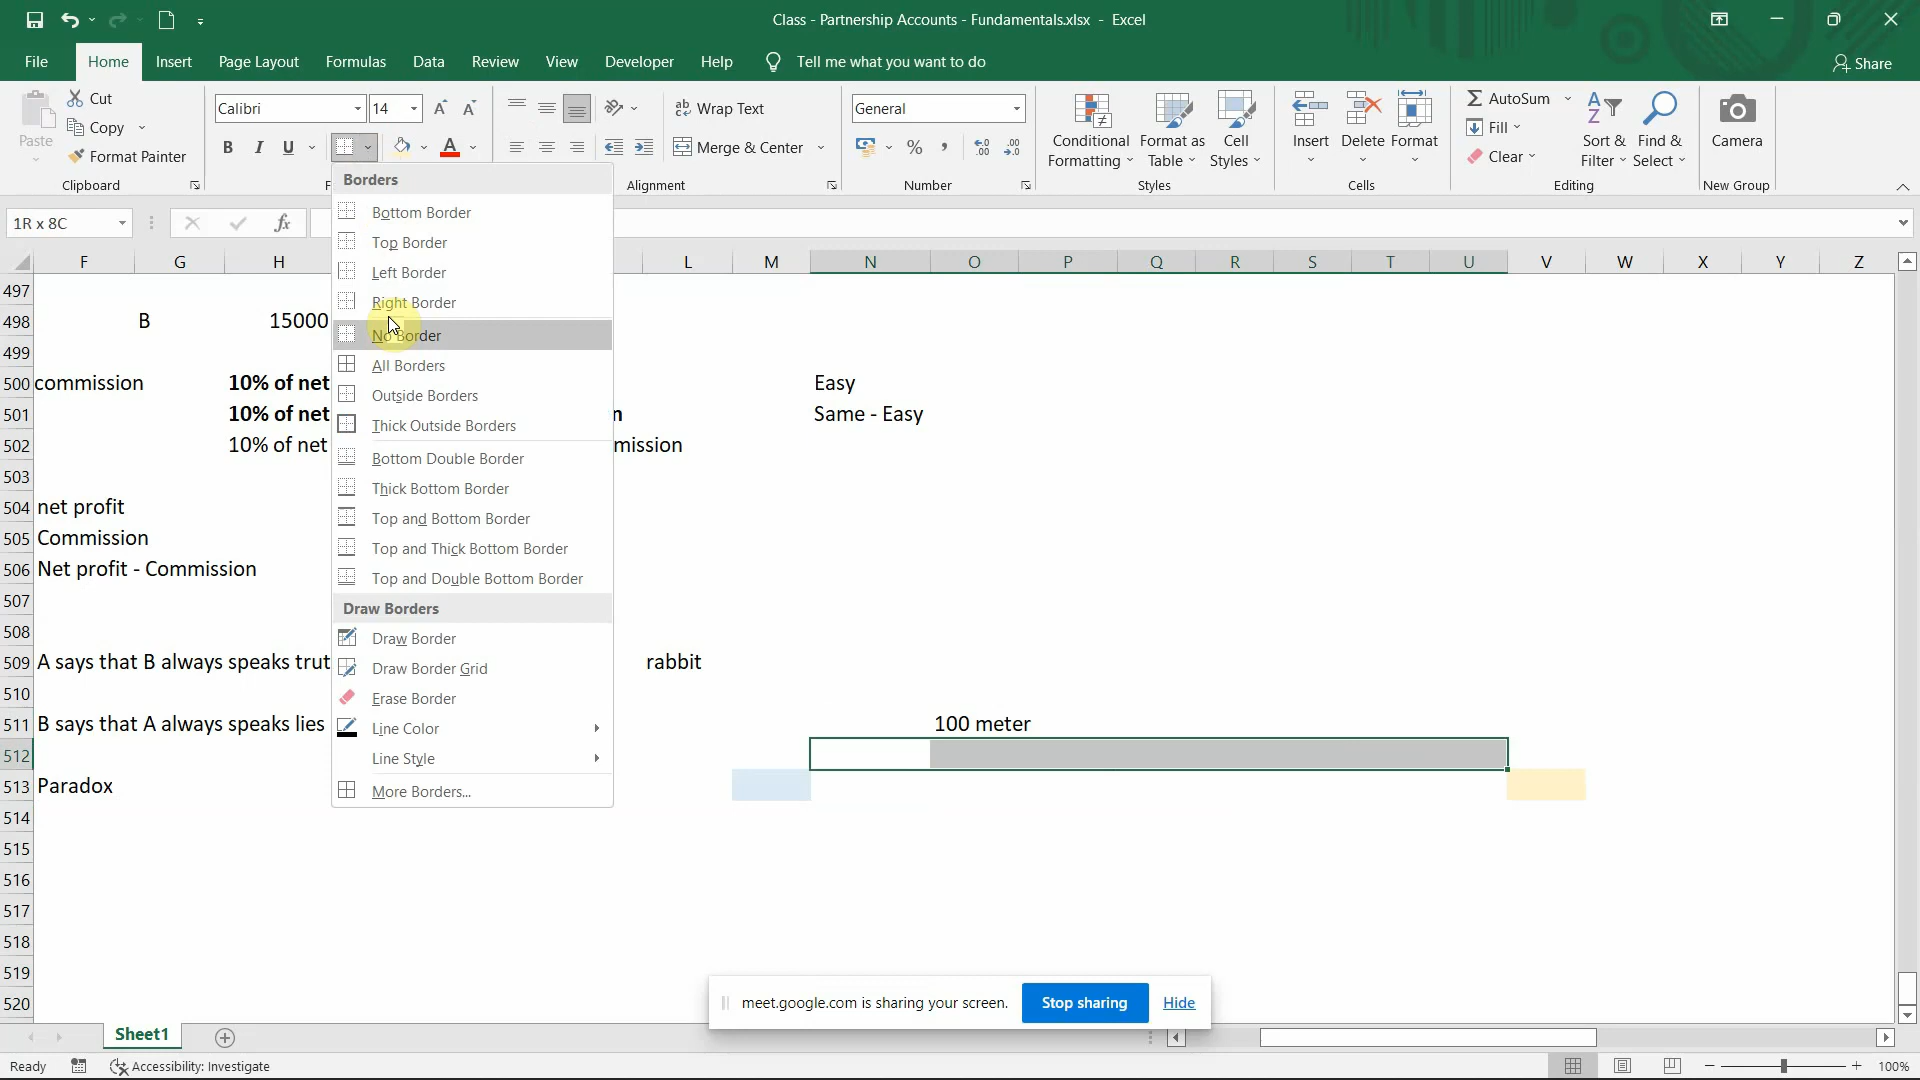 Class - Partnership Accounts - Fundamentals.xlsx - Excel
File Home Insert Page Layout Formulas Data Review View Developer Help Tell me what you want to do Share
Paste Cut Copy Format Painter
Clipboard
Calibri 14
B I U A
Wrap Text
Merge & Center
Alignment
General
% ,
Number
Conditional Formatting
Format as Table
Cell Styles
Styles
Insert Delete Format
Cells
AutoSum
Fill
Clear
Sort & Filter
Find & Select
Editing
Camera
New Group
1R x 8C fx
Borders
Bottom Border
Top Border
Left Border
Right Border
No Border
All Borders
Outside Borders
Thick Outside Borders
Bottom Double Border
Thick Bottom Border
Top and Bottom Border
Top and Thick Bottom Border
Top and Double Bottom Border
Draw Borders
Draw Border
Draw Border Grid
Erase Border
Line Color
Line Style
More Borders...
F G H L M N O P Q R S T U V W X Y Z
497
498 B 15000
499
500 commission 10% of net Easy
501 10% of net n Same - Easy
502 10% of net mission
503
504 net profit
505 Commission
506 Net profit - Commission
507
508
509 A says that B always speaks trut rabbit
510
511 B says that A always speaks lies 100 meter
512
513 Paradox
514
515
516
517
518
519
520
meet.google.com is sharing your screen. Stop sharing Hide
Sheet1
Ready Accessibility: Investigate 100%